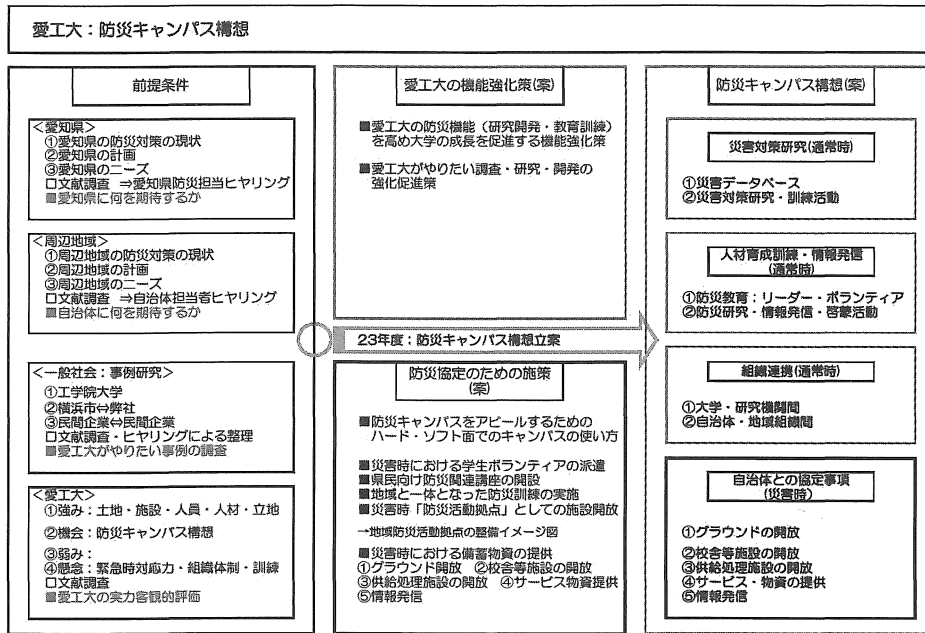 愛工大：防災キャンパス構想
前提条件
＜愛知県＞
①愛知県の防災対策の現状
②愛知県の計画
③愛知県のニーズ
□文献調査　⇒愛知県防災担当ヒヤリング
■愛知県に何を期待するか
＜周辺地域＞
①周辺地域の防災対策の現状
②周辺地域の計画
③周辺地域のニーズ
□文献調査　⇒自治体担当者ヒヤリング
■自治体に何を期待するか
＜一般社会：事例研究＞
①工学院大学
②横浜市⇔弊社
③民間企業⇔民間企業
□文献調査・ヒヤリングによる整理
■愛工大がやりたい事例の調査
＜愛工大＞
①強み：土地・施設・人員・人材・立地
②機会：防災キャンパス構想
③弱み：
④懸念：緊急時対応力・組織体制・訓練
□文献調査
■愛工大の実力客観的評価
愛工大の機能強化策(案)
■愛工大の防災機能（研究開発・教育訓練）
を高め大学の成長を促進する機能強化策
■愛工大がやりたい調査・研究・開発の
強化促進策
23年度：防災キャンパス構想立案
防災協定のための施策
(案)
■防災キャンパスをアピールするための
ハード・ソフト面でのキャンパスの使い方
■災害時における学生ボランティアの派遣
■県民向け防災関連講座の開設
■地域と一体となった防災訓練の実施
■災害時「防災活動拠点」としての施設開放
→地域防災活動拠点の整備イメージ図
■災害時における備蓄物資の提供
①グラウンド開放　②校舎等施設の開放
③供給処理施設の開放　④サービス物資提供
⑤情報発信
防災キャンパス構想(案)
災害対策研究(通常時)
①災害データベース
②災害対策研究・訓練活動
人材育成訓練・情報発信
(通常時)
①防災教育：リーダー・ボランティア
②防災研究・情報発信・啓蒙活動
組織連携(通常時)
①大学・研究機関間
②自治体・地域組織間
自治体との協定事項
(災害時)
①グラウンドの開放
②校舎等施設の開放
③供給処理施設の開放
④サービス・物資の提供
⑤情報発信